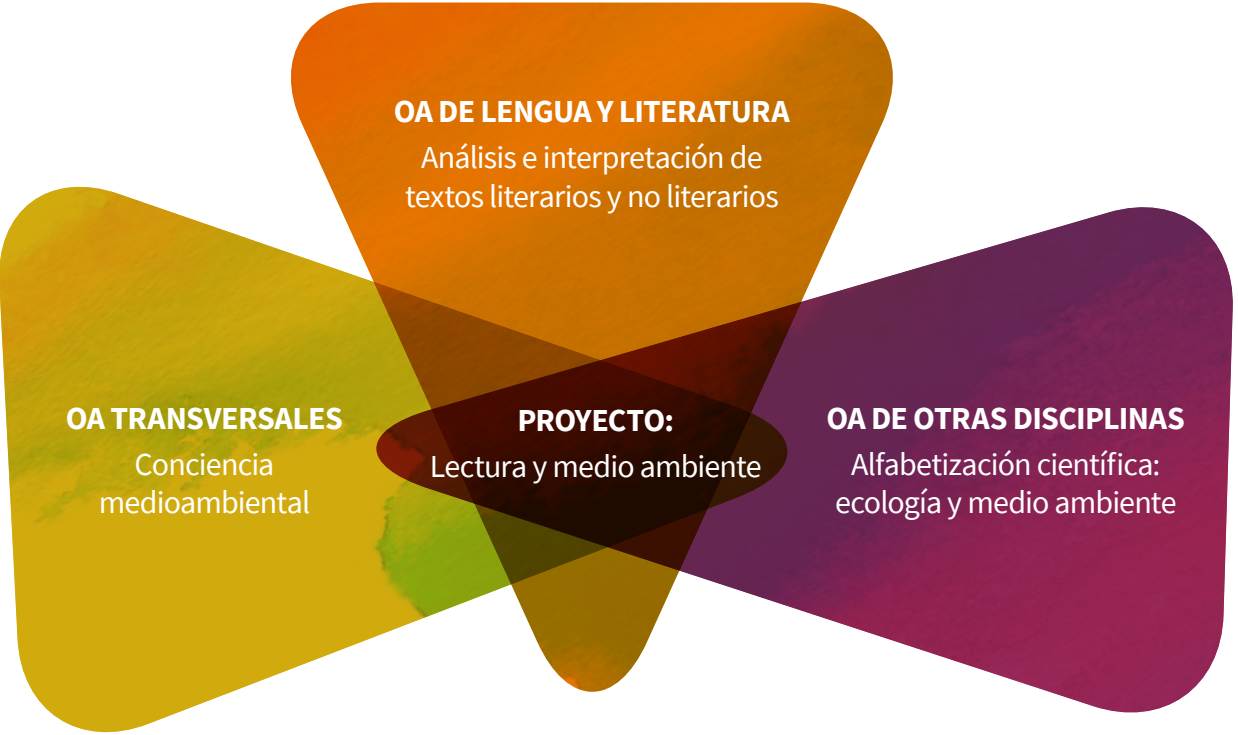 OA DE LENGUA Y LITERATURA
Análisis e interpretación de
textos literarios y no literarios
OA TRANSVERSALES
Conciencia
medioambiental
PROYECTO:
Lectura y medio ambiente
OA DE OTRAS DISCIPLINAS
Alfabetización científica:
ecología y medio ambiente